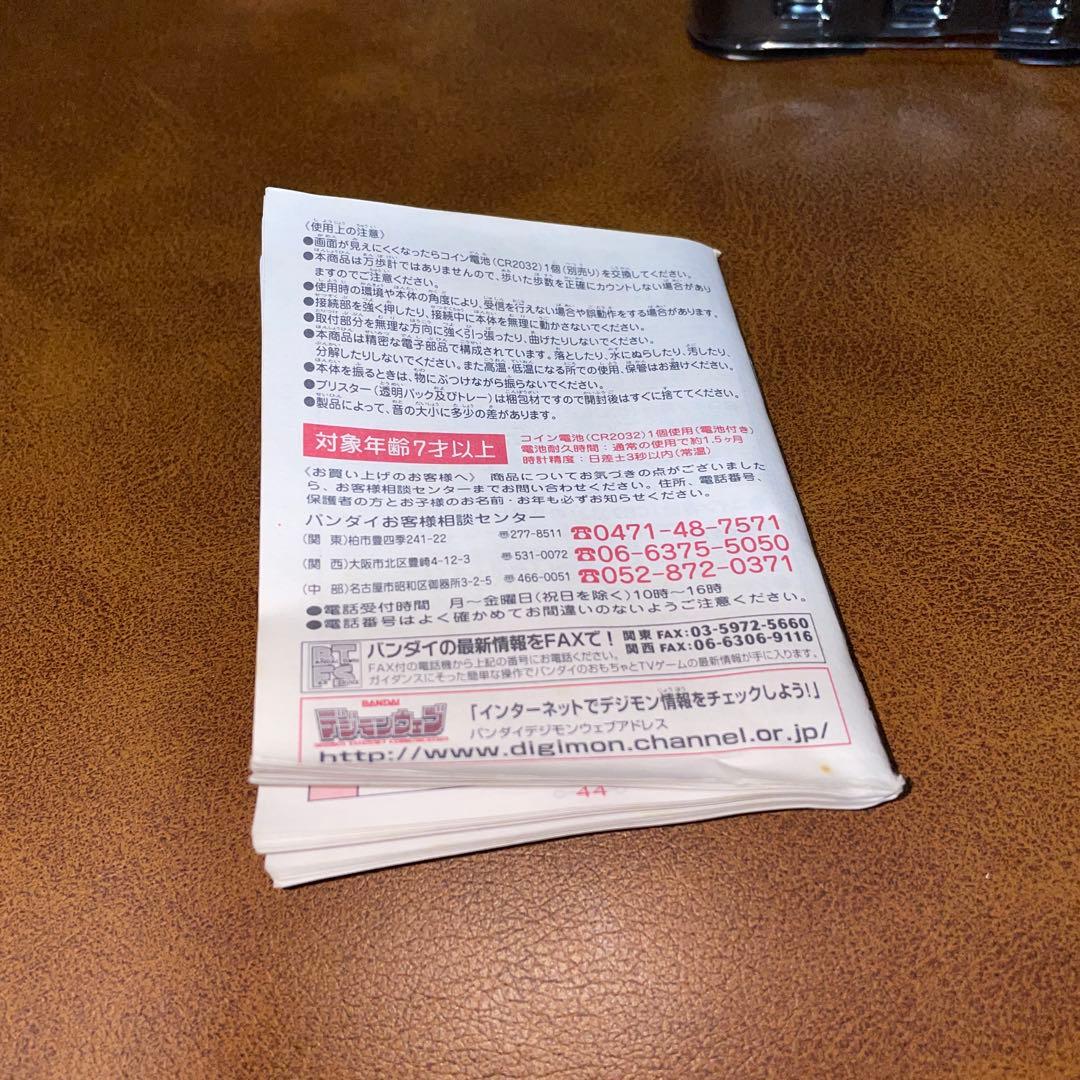 〈使用上の注意〉
●画面が見えにくくなったらコイン電池(CR2032)1個(別売り)を交換してください。
●本商品は万歩計ではありませんので、歩いた歩数を正確にカウントしない場合があり
ますのでご注意ください。
●使用時の環境や本体の角度により、受信を行えない場合や誤動作をする場合があります。
●接続部を強く押したり、接続中に本体を無理に動かさないでください。
●取付部分を無理な方向に強く引っ張ったり、曲げたりしないでください。
●本商品は精密な電子部品で構成されています。落としたり、水にぬらしたり、汚したり、
分解したりしないでください。また高温・低温になる所での使用、保管はお避けください。
●本体を振るときは、物にぶつけながら振らないでください。
●ブリスター(透明パック及びトレー)は梱包材ですので開封後はすぐに捨ててください。
●製品によって、音の大小に多少の差があります。
対象年齢7才以上
コイン電池(CR2032)1個使用(電池付き)
電池耐久時間：通常の使用で約1.5ヶ月
時計精度：日差±3秒以内(常温)
〈お買い上げのお客様へ〉 商品についてお気づきの点がございました
ら、お客様相談センターまでお問い合わせください。住所、電話番号、
保護者の方とお子様のお名前・お年も必ずお知らせください。
バンダイお客様相談センター
(関 東)柏市豊四季241-22 〠277-8511 ☎0471-48-7571
(関 西)大阪市北区豊崎4-12-3 〠531-0072 ☎06-6375-5050
(中 部)名古屋市昭和区御器所3-2-5 〠466-0051 ☎052-872-0371
●電話受付時間 月〜金曜日(祝日を除く)10時〜16時
●電話番号はよく確かめてお間違いのないようご注意ください。
BT
FS
バンダイの最新情報をFAXで！
関東 FAX:03-5972-5660
関西 FAX:06-6306-9116
FAX付の電話機から上記の番号にお電話ください。
ガイダンスにそった簡単な操作でバンダイのおもちゃとTVゲームの最新情報が手に入ります。
BANDAI
デジモンウェブ
「インターネットでデジモン情報をチェックしよう!」
バンダイデジモンウェブアドレス
http://www.digimon.channel.or.jp/
44